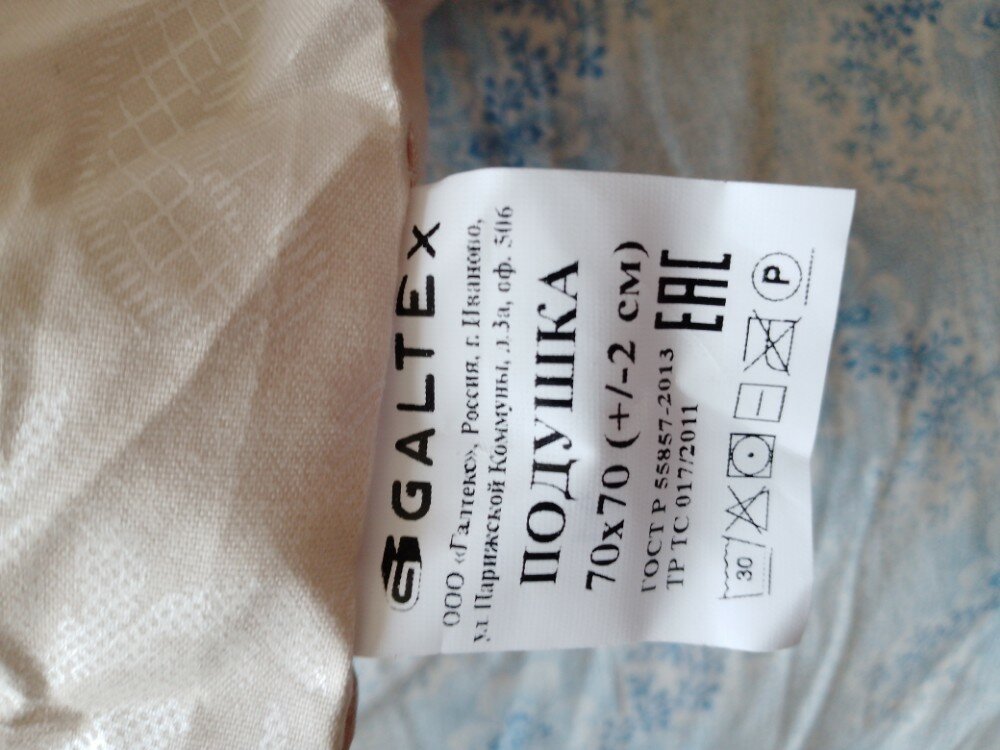 GALTEX
ООО «Галтекс», Россия, г. Иваново,
ул. Парижской Коммуны, д.3а, оф. 506
ПОДУШКА
70х70 (+/-2 см)
ГОСТ Р 55857-2013
ТР ТС 017/2011
ЕАС
30
P